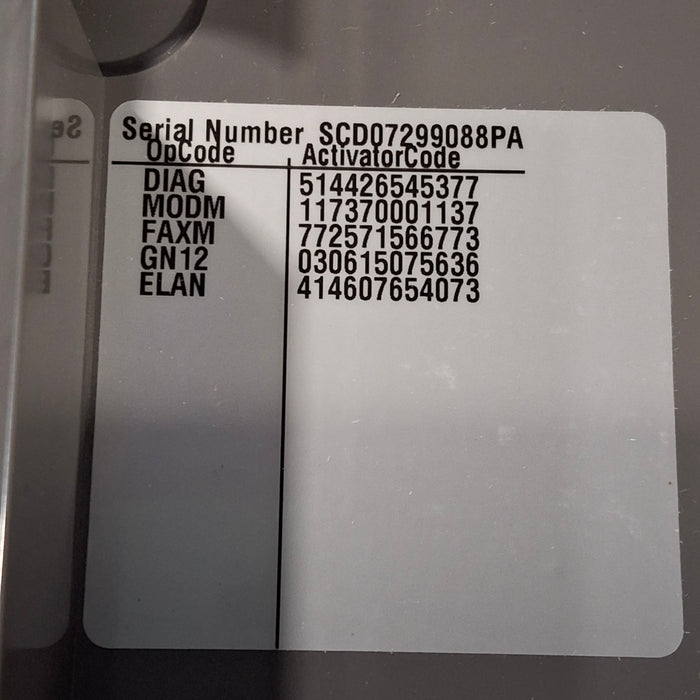 Serial Number SCD07299088PA
OpCode ActivatorCode
DIAG 514426545377
MODM 117370001137
FAXM 772571566773
GN12 030615075636
ELAN 414607654073